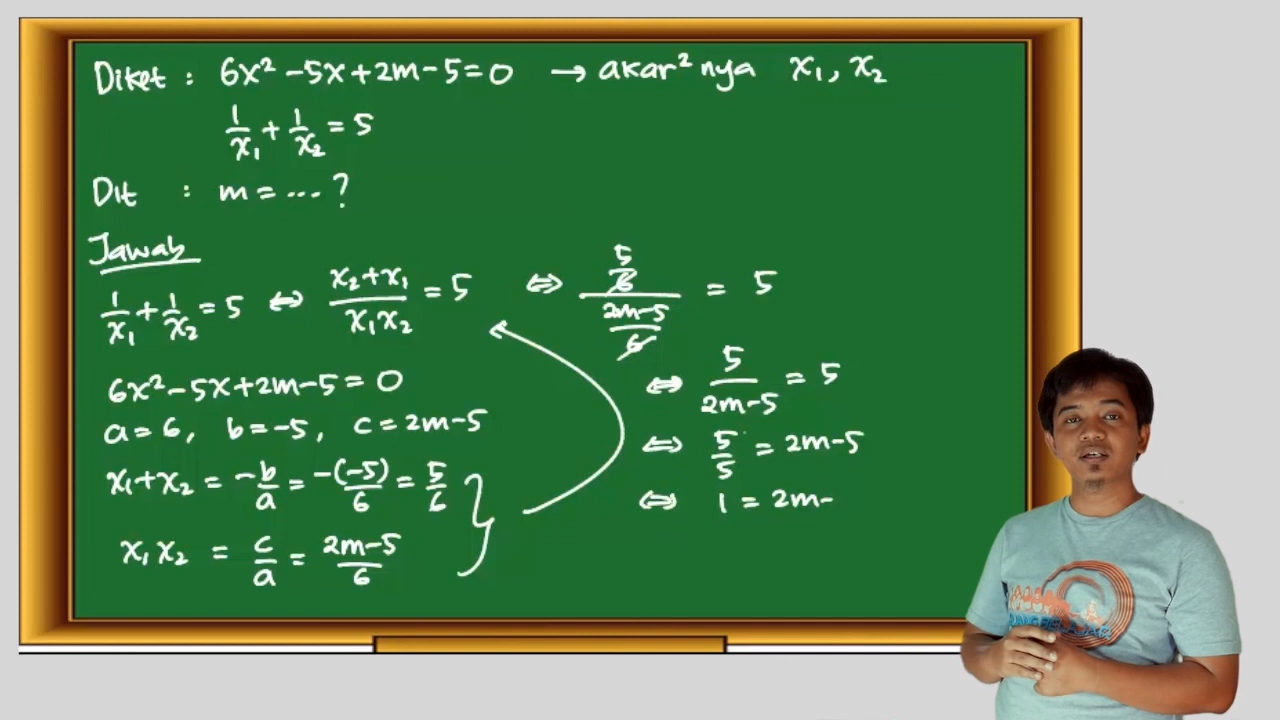 Diket : 6x² - 5x + 2m - 5 = 0 → akar² nya x₁, x₂
1/x₁ + 1/x₂ = 5
Dit : m = .... ?
Jawab
1/x₁ + 1/x₂ = 5 ⇔ (x₂ + x₁)/(x₁x₂) = 5 ⇔ (5/6)/((2m-5)/6) = 5
⇔ 5/(2m-5) = 5
⇔ 5/5 = 2m-5
⇔ 1 = 2m-
6x² - 5x + 2m - 5 = 0
a = 6, b = -5, c = 2m-5
x₁ + x₂ = -b/a = -(-5)/6 = 5/6
x₁x₂ = c/a = (2m-5)/6